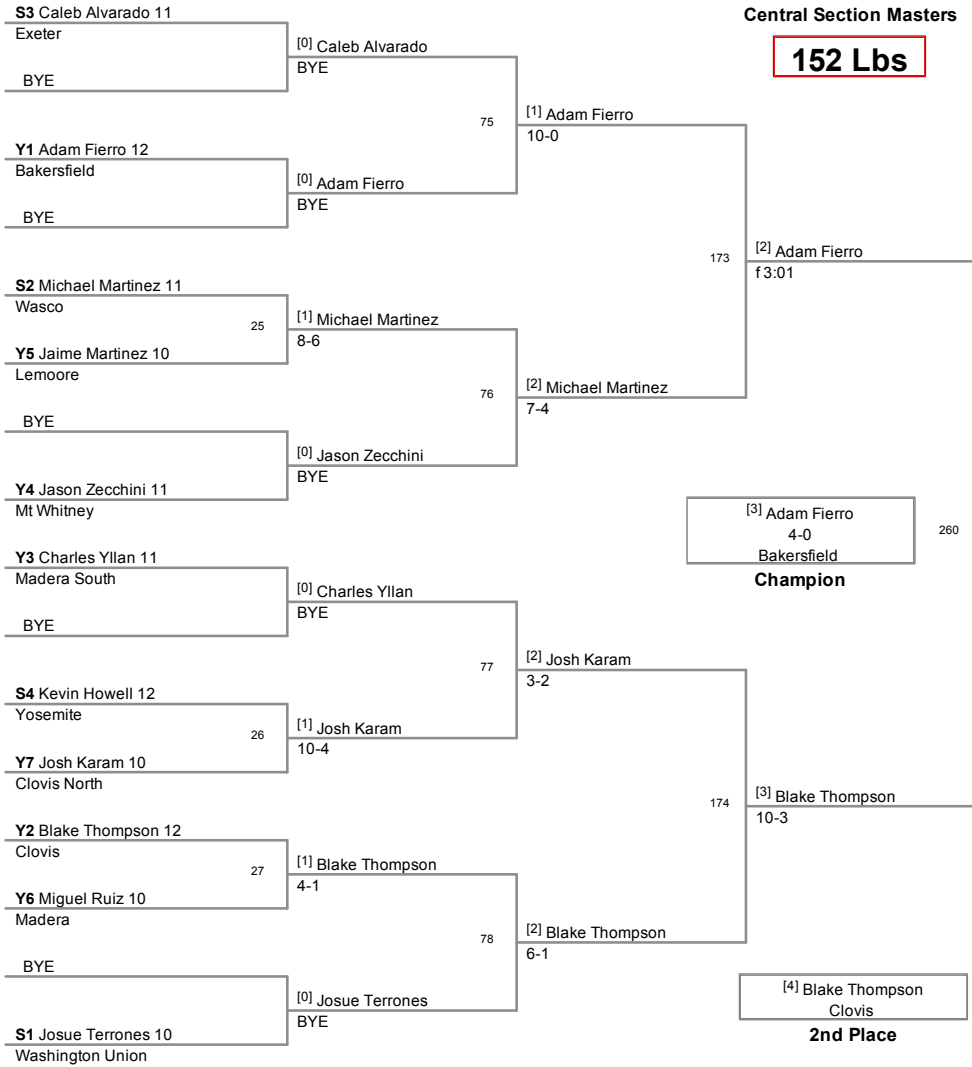 Central Section Masters
152 Lbs
S3 Caleb Alvarado 11
Exeter
BYE
Y1 Adam Fierro 12
Bakersfield
BYE
S2 Michael Martinez 11
Wasco
25
Y5 Jaime Martinez 10
Lemoore
BYE
Y4 Jason Zecchini 11
Mt Whitney
Y3 Charles Yllan 11
Madera South
BYE
S4 Kevin Howell 12
Yosemite
26
Y7 Josh Karam 10
Clovis North
Y2 Blake Thompson 12
Clovis
27
Y6 Miguel Ruiz 10
Madera
BYE
S1 Josue Terrones 10
Washington Union
[0] Caleb Alvarado
BYE
75
[0] Adam Fierro
BYE
[1] Michael Martinez
8-6
76
[0] Jason Zecchini
BYE
[0] Charles Yllan
BYE
77
[1] Josh Karam
10-4
[1] Blake Thompson
4-1
78
[0] Josue Terrones
BYE
[1] Adam Fierro
10-0
173
[2] Michael Martinez
7-4
[2] Josh Karam
3-2
174
[2] Blake Thompson
6-1
[2] Adam Fierro
f 3:01
[3] Adam Fierro
4-0
Bakersfield
260
Champion
[3] Blake Thompson
10-3
[4] Blake Thompson
Clovis
2nd Place